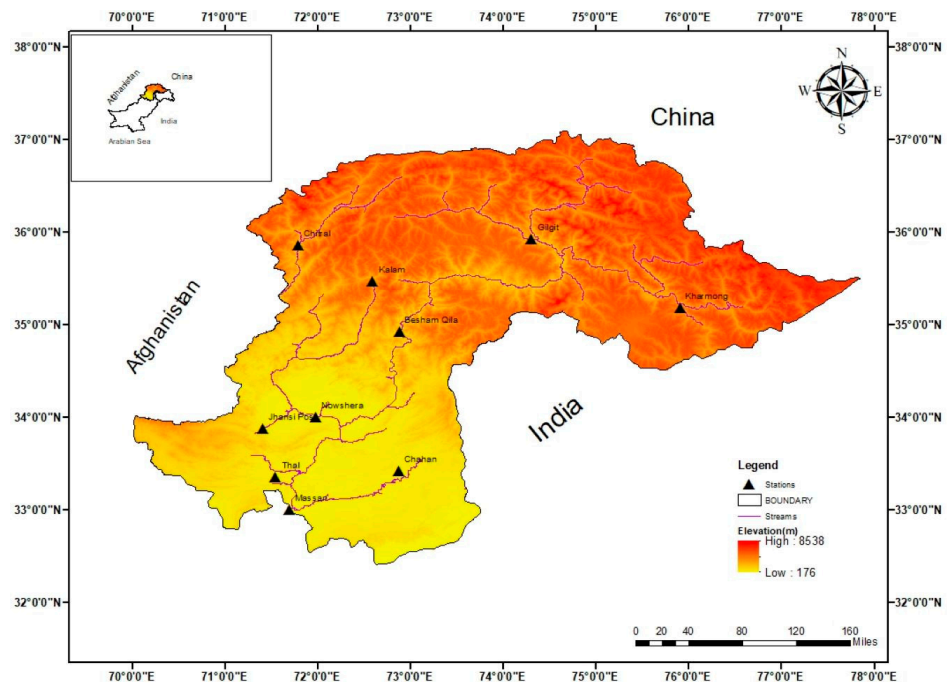 70°0'0"E 71°0'0"E 72°0'0"E 73°0'0"E 74°0'0"E 75°0'0"E 76°0'0"E 77°0'0"E 78°0'0"E
38°0'0"N 38°0'0"N
Afghanistan
China
India
Arabian Sea
N
W E
S
China
37°0'0"N 37°0'0"N
36°0'0"N 36°0'0"N
Chitral
Gilgit
Kalam
Kharmong
Afghanistan
35°0'0"N 35°0'0"N
Besham Qila
India
34°0'0"N 34°0'0"N
Nowshera
Jhansi Post
Thal
Chahan
Massan
33°0'0"N 33°0'0"N
Legend
Stations
BOUNDARY
Streams
Elevation(m)
High : 8538
Low : 176
32°0'0"N 32°0'0"N
0 10 20 40 80 120 160
Miles
70°0'0"E 71°0'0"E 72°0'0"E 73°0'0"E 74°0'0"E 75°0'0"E 76°0'0"E 77°0'0"E 78°0'0"E